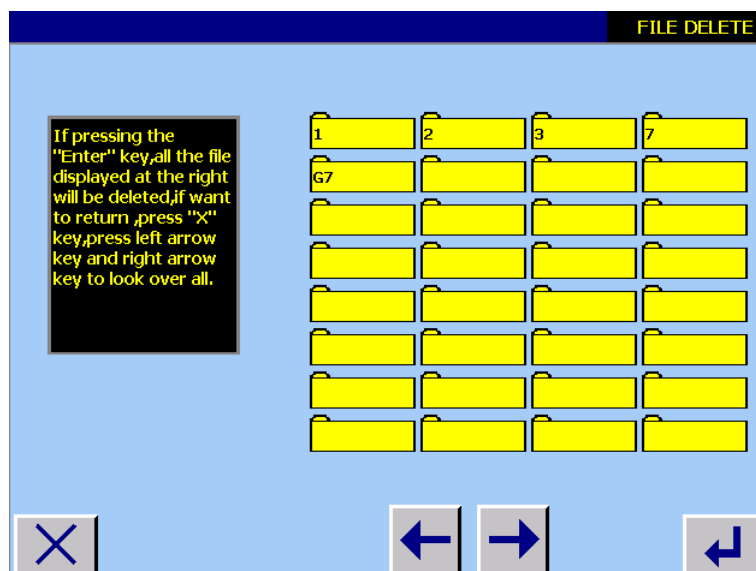 FILE DELETE
If pressing the
"Enter" key,all the file
displayed at the right
will be deleted,if want
to return ,press "X"
key,press left arrow
key and right arrow
key to look over all.
1 2 3 7
G7